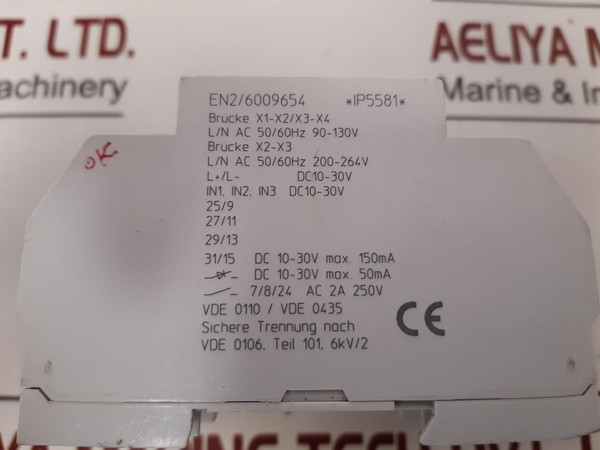 T. LTD.
achinery
AELIYA M
Marine & In
EN2/6009654 *IP5581*
Brücke X1-X2/X3-X4
L/N AC 50/60Hz 90-130V
Brücke X2-X3
L/N AC 50/60Hz 200-264V
L+/L- DC10-30V
IN1, IN2, IN3 DC10-30V
25/9
27/11
29/13
31/15 DC 10-30V max. 150mA
DC 10-30V max. 50mA
7/8/24 AC 2A 250V
VDE 0110 / VDE 0435
Sichere Trennung nach
VDE 0106, Teil 101, 6kV/2
CE
OK